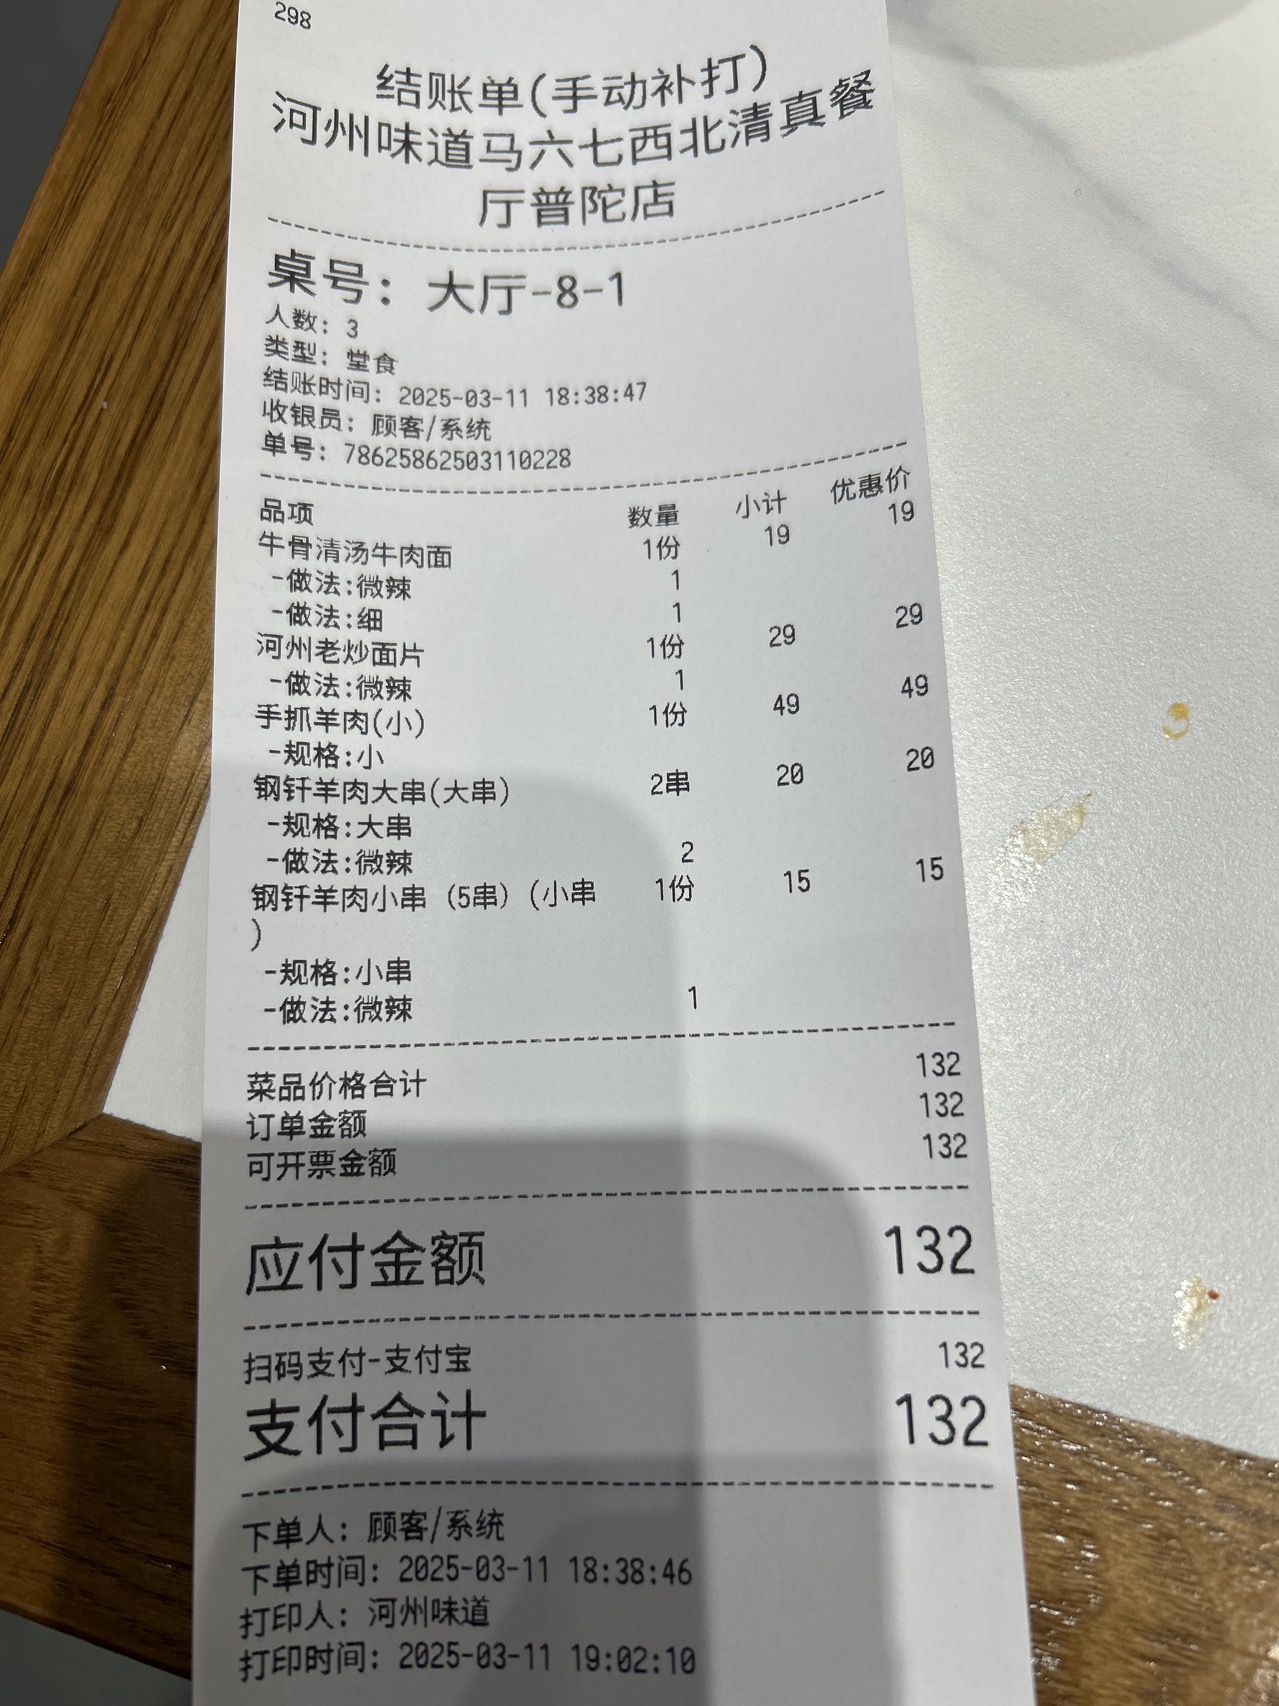 298
结账单(手动补打)
河州味道马六七西北清真餐
厅普陀店
桌号：大厅-8-1
人数：3
类型：堂食
结账时间：2025-03-11 18:38:47
收银员：顾客/系统
单号：78625862503110228
品项 数量 小计 优惠价
牛骨清汤牛肉面 1份 19 19
-做法:微辣 1
-做法:细 1
河州老炒面片 1份 29 29
-做法:微辣 1
手抓羊肉(小) 1份 49 49
-规格:小
钢钎羊肉大串(大串) 2串 20 20
-规格:大串
-做法:微辣 2
钢钎羊肉小串（5串）(小串 1份 15 15
)
-规格:小串
-做法:微辣 1
菜品价格合计 132
订单金额 132
可开票金额 132
应付金额 132
扫码支付-支付宝 132
支付合计 132
下单人：顾客/系统
下单时间：2025-03-11 18:38:46
打印人：河州味道
打印时间：2025-03-11 19:02:10